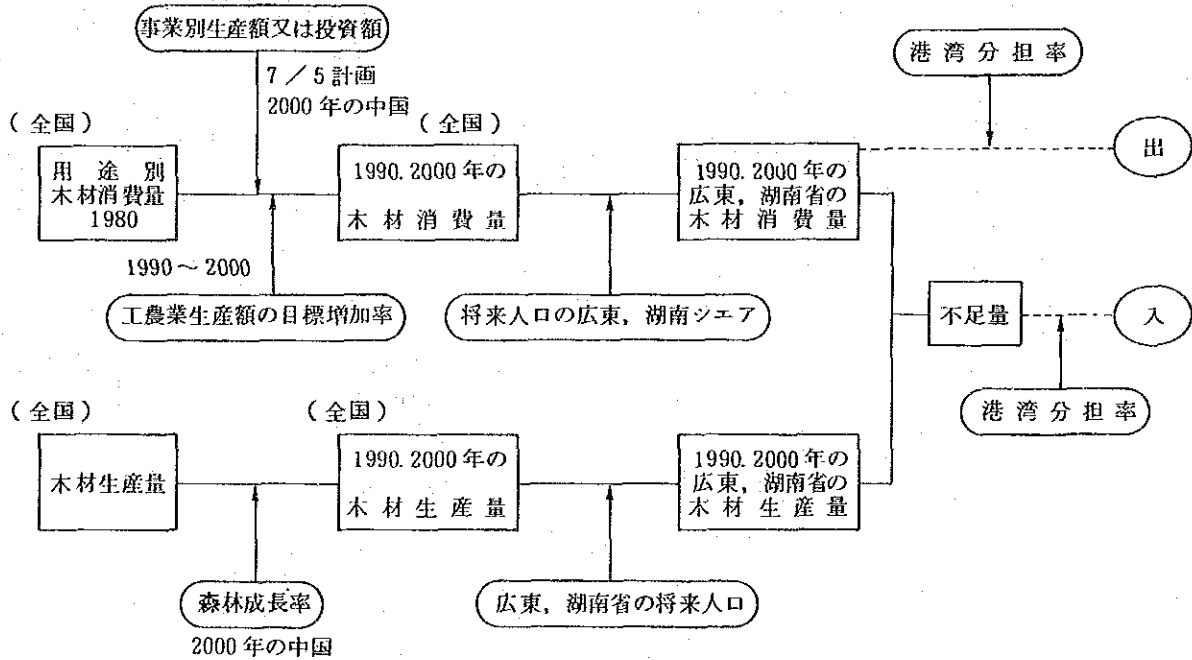 事業別生産額又は投資額
7/5計画
2000年の中国
港湾分担率
(全国)
(全国)
用途別
木材消費量
1980
1990.2000年の
木材消費量
1990.2000年の
広東,湖南省の
木材消費量
出
1990~2000
工農業生産額の目標増加率
将来人口の広東,湖南シエア
不足量
入
港湾分担率
(全国)
(全国)
木材生産量
1990.2000年の
木材生産量
1990.2000年の
広東,湖南省の
木材生産量
森林成長率
2000年の中国
広東,湖南省の将来人口